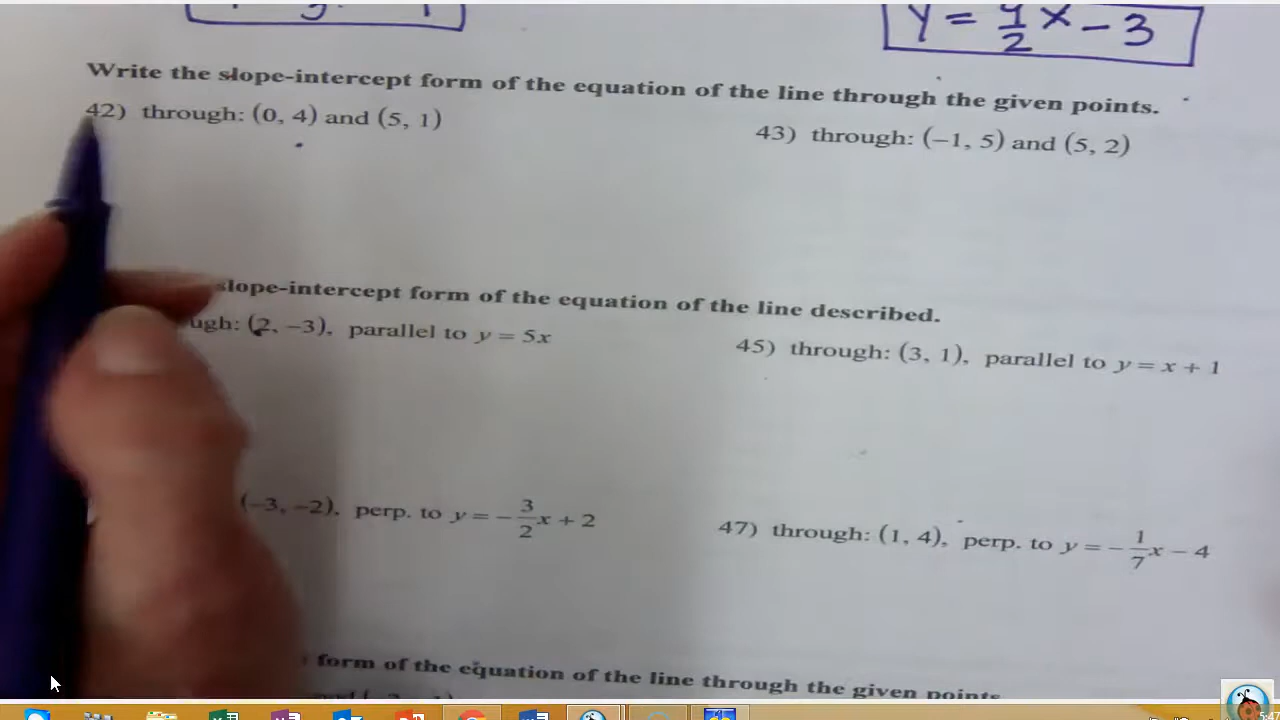 y = 1/2 x - 3
Write the slope-intercept form of the equation of the line through the given points.
42) through: (0, 4) and (5, 1)
43) through: (−1, 5) and (5, 2)
slope-intercept form of the equation of the line described.
ugh: (2, −3), parallel to y = 5x
45) through: (3, 1), parallel to y = x + 1
(−3, −2), perp. to y = −3/2 x + 2
47) through: (1, 4), perp. to y = −1/7 x − 4
form of the equation of the line through the given points